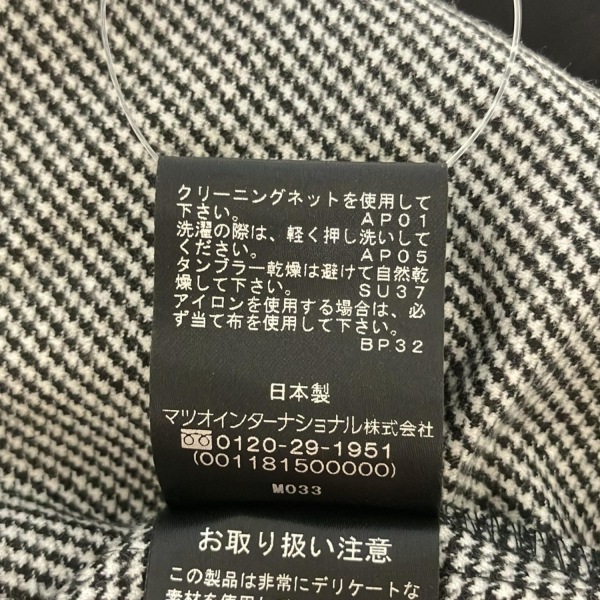 クリーニングネットを使用して
下さい。 AP01
洗濯の際は、軽く押し洗いして
ください。 AP05
タンブラー乾燥は避けて自然乾
燥して下さい。 SU37
アイロンを使用する場合は、必
ず当て布を使用して下さい。
BP32
日本製
マツオインターナショナル株式会社
0120-29-1951
(001181500000)
M033
お取り扱い注意
この製品は非常にデリケートな
素材を使用し